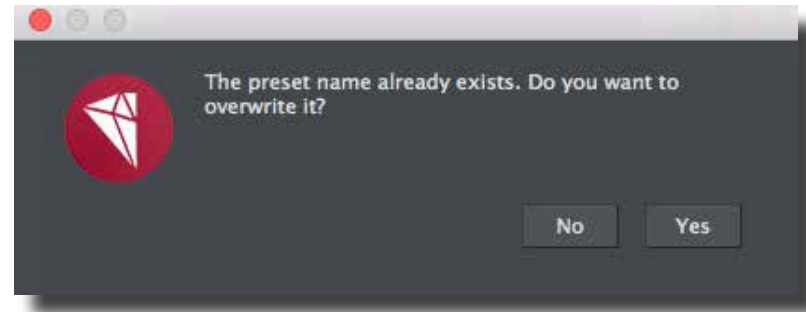 The preset name already exists. Do you want to
overwrite it?
No
Yes